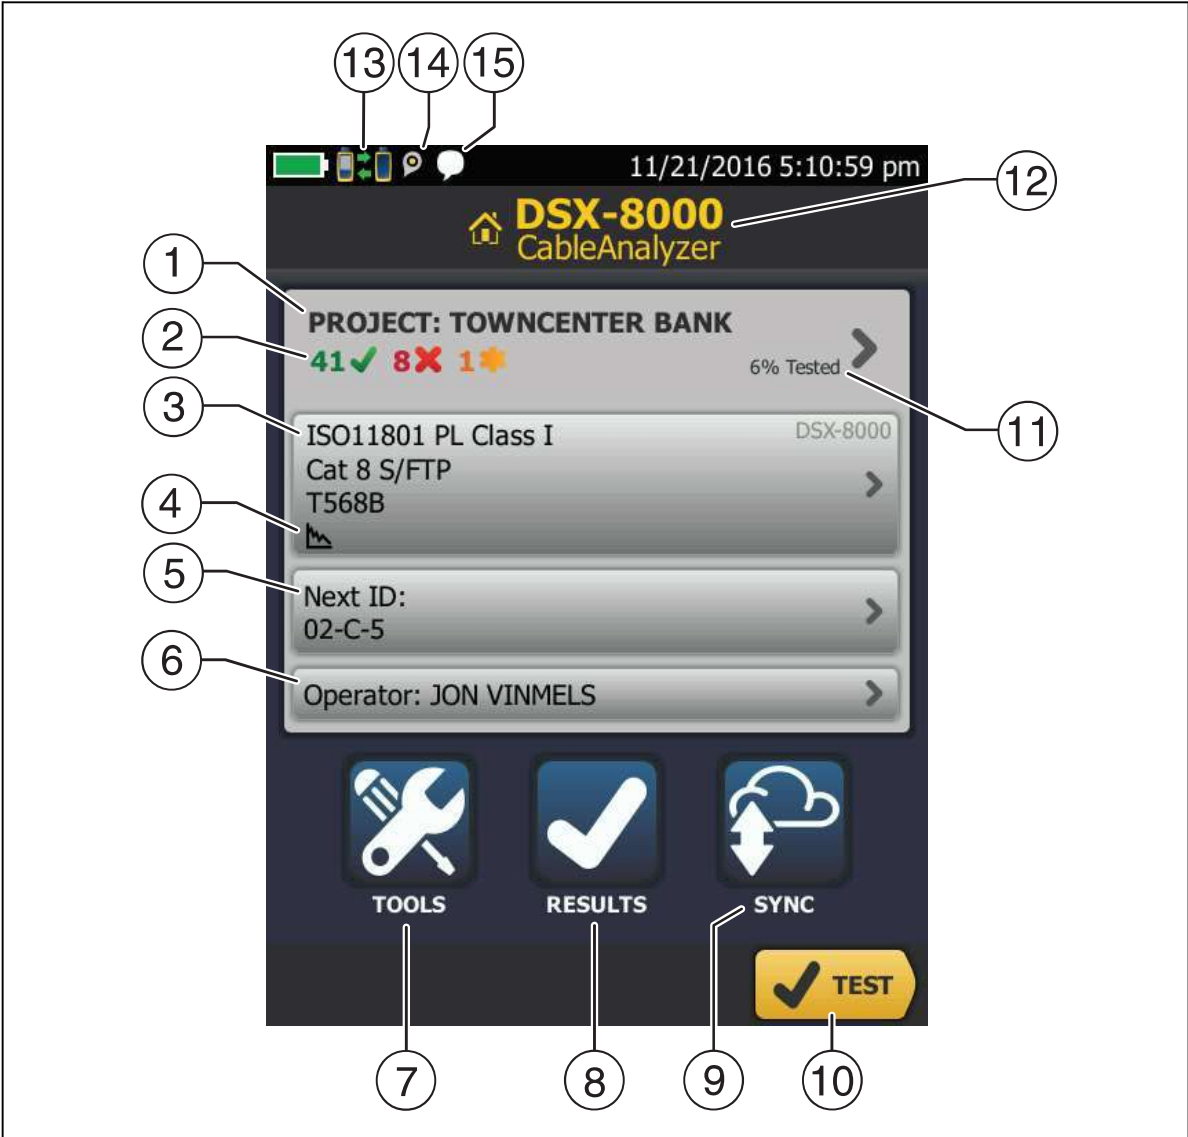 13 14 15
11/21/2016 5:10:59 pm
DSX-8000
12
CableAnalyzer
1
PROJECT: TOWNCENTER BANK
2
41 8 1
6% Tested
3
ISO11801 PL Class I
DSX-8000
11
Cat 8 S/FTP
4
T568B
5
Next ID:
02-C-5
6
Operator: JON VINMELS
TOOLS RESULTS SYNC
TEST
7 8 9 10